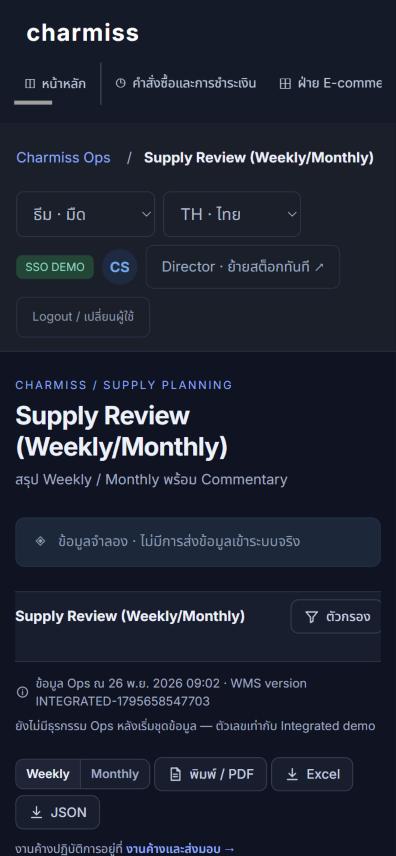 charmiss
หน้าหลัก
คำสั่งซื้อและการชำระเงิน
ฝ่าย E-comme
Charmiss Ops / Supply Review (Weekly/Monthly)
ธีม · มืด
TH · ไทย
SSO DEMO
CS
Director · ย้ายสต็อกทันที ↗
Logout / เปลี่ยนผู้ใช้
CHARMISS / SUPPLY PLANNING
Supply Review
(Weekly/Monthly)
สรุป Weekly / Monthly พร้อม Commentary
◈ ข้อมูลจำลอง · ไม่มีการส่งข้อมูลเข้าระบบจริง
Supply Review (Weekly/Monthly)
ตัวกรอง
ข้อมูล Ops ณ 26 พ.ย. 2026 09:02 · WMS version
INTEGRATED-1795658547703
ยังไม่มีธุรกรรม Ops หลังเริ่มชุดข้อมูล — ตัวเลขเท่ากับ Integrated demo
Weekly
Monthly
พิมพ์ / PDF
Excel
JSON
งานค้างปฏิบัติการอยู่ที่ งานค้างและส่งมอบ →